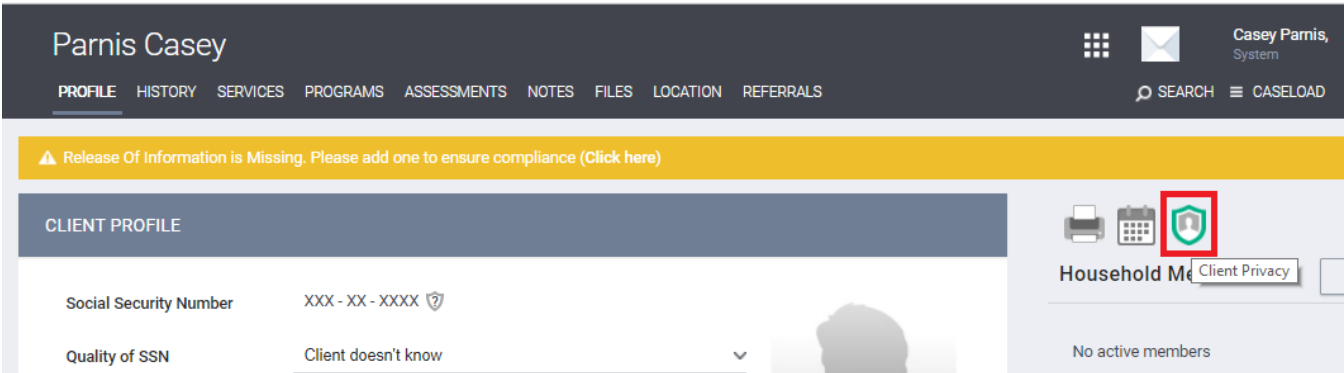 Parnis Casey
Casey Parnis,
System
PROFILE HISTORY SERVICES PROGRAMS ASSESSMENTS NOTES FILES LOCATION REFERRALS
SEARCH CASELOAD
Release Of Information is Missing. Please add one to ensure compliance (Click here)
CLIENT PROFILE
Household Me
Client Privacy
Social Security Number XXX - XX - XXXX ?
Quality of SSN Client doesn't know
No active members